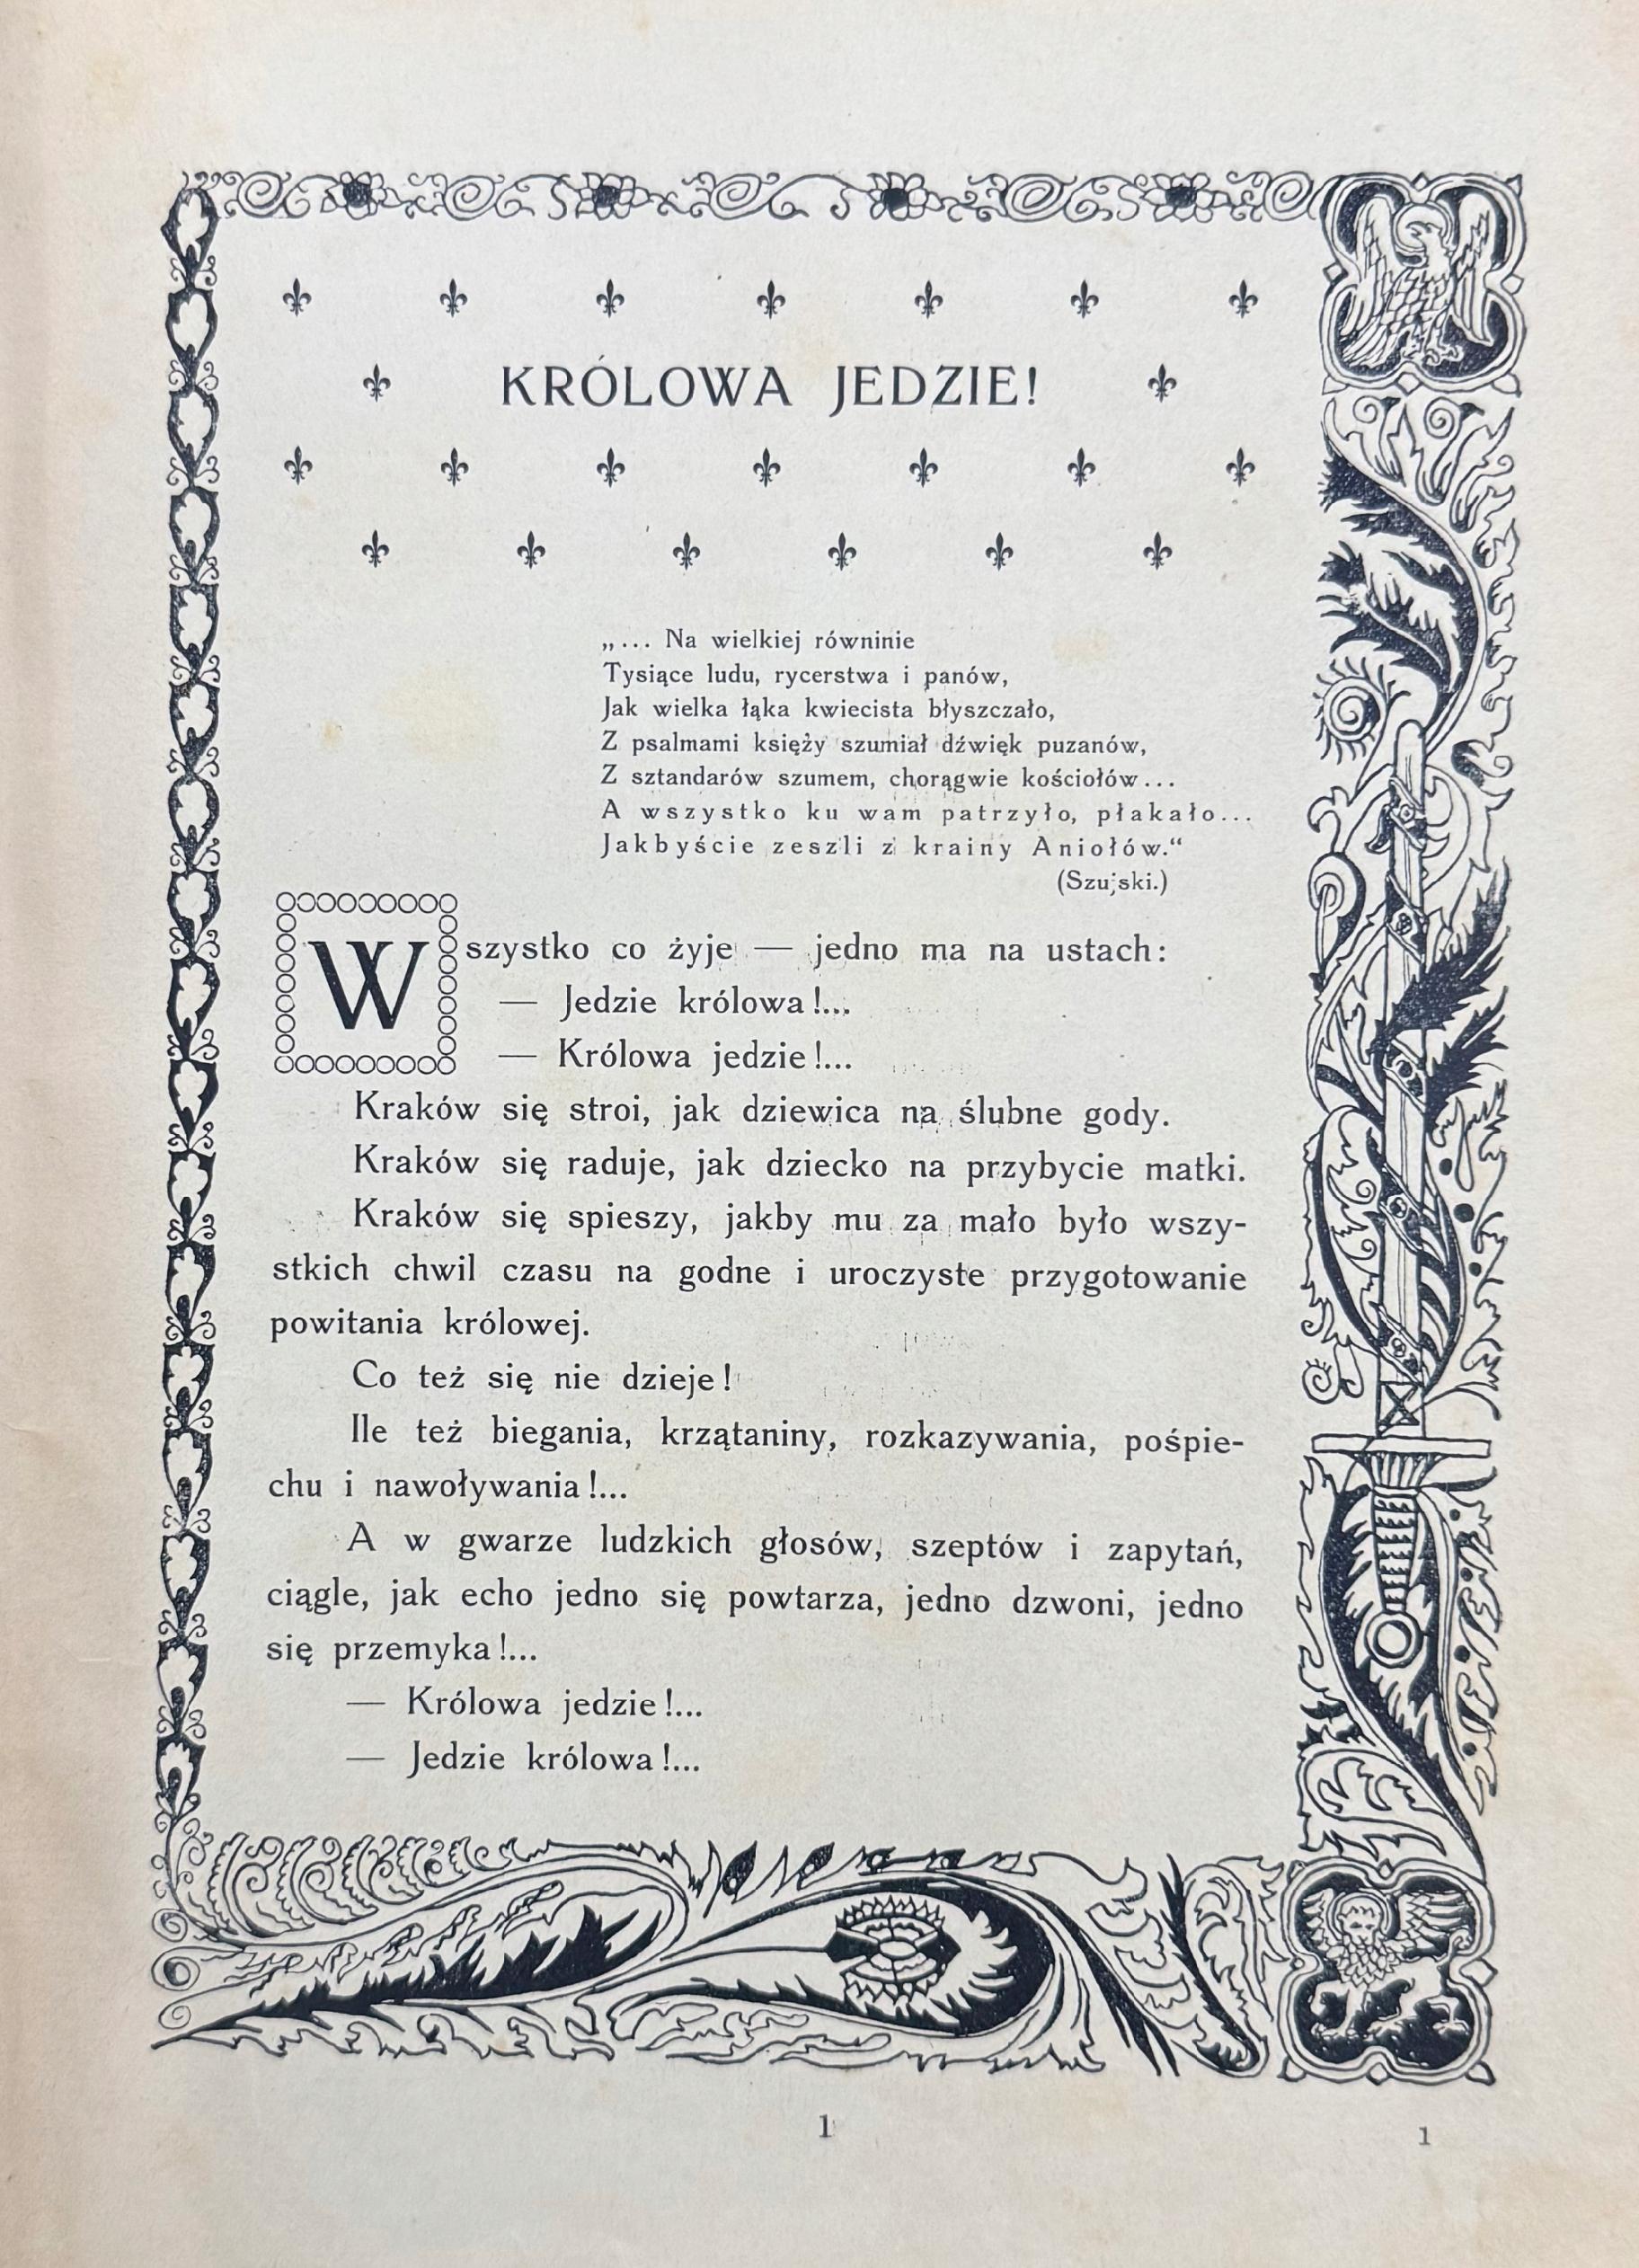 KRÓLOWA JEDZIE!
„... Na wielkiej równinie
Tysiące ludu, rycerstwa i panów,
Jak wielka łąka kwiecista błyszczało,
Z psalmami księży szumiał dźwięk puzanów,
Z sztandarów szumem, chorągwie kościołów...
A wszystko ku wam patrzyło, płakało...
Jakbyście zeszli z krainy Aniołów.“
(Szujski.)
Wszystko co żyje — jedno ma na ustach:
— Jedzie królowa!...
— Królowa jedzie!...
Kraków się stroi, jak dziewica na ślubne gody.
Kraków się raduje, jak dziecko na przybycie matki.
Kraków się spieszy, jakby mu za mało było wszy-
stkich chwil czasu na godne i uroczyste przygotowanie
powitania królowej.
Co też się nie dzieje!
Ile też biegania, krzątaniny, rozkazywania, pośpie-
chu i nawoływania!...
A w gwarze ludzkich głosów, szeptów i zapytań,
ciągle, jak echo jedno się powtarza, jedno dzwoni, jedno
się przemyka!...
— Królowa jedzie!...
— Jedzie królowa!...
1
1